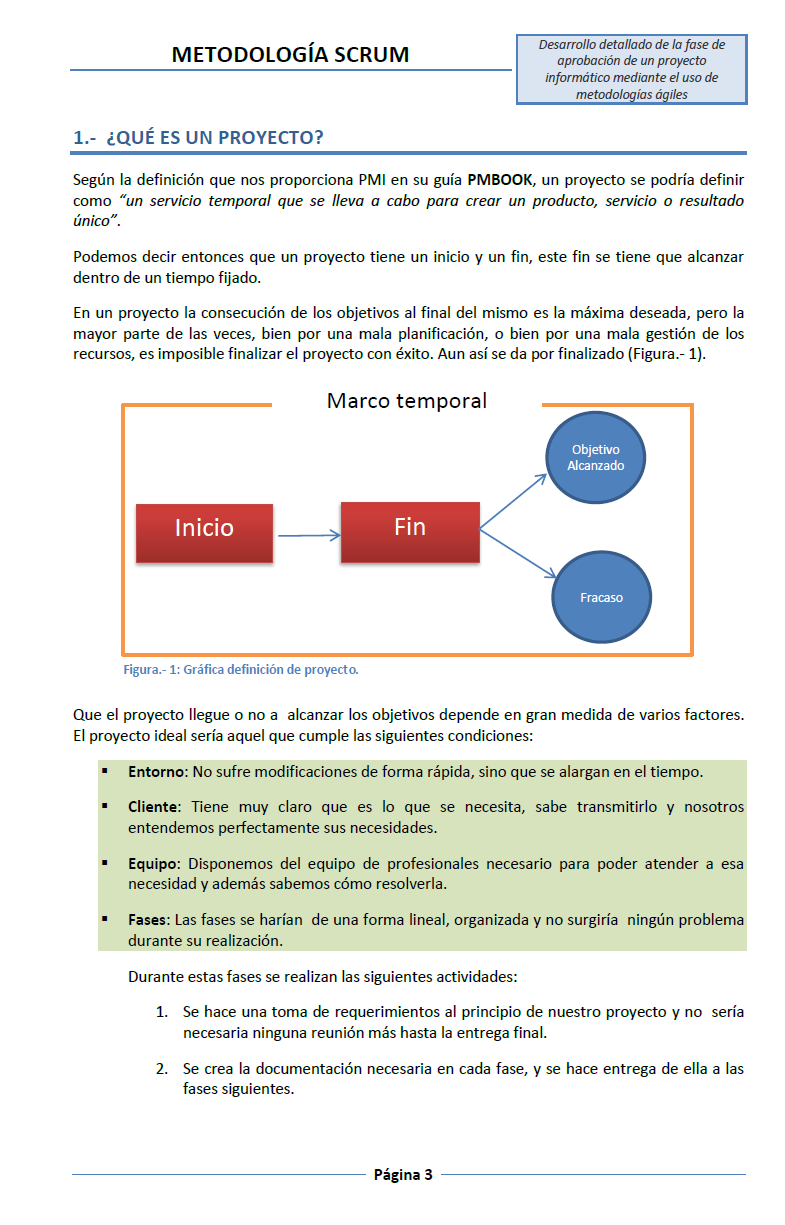 METODOLOGÍA SCRUM
Desarrollo detallado de la fase de
aprobación de un proyecto
informático mediante el uso de
metodologías ágiles
1.- ¿QUÉ ES UN PROYECTO?
Según la definición que nos proporciona PMI en su guía PMBOOK, un proyecto se podría definir
como “un servicio temporal que se lleva a cabo para crear un producto, servicio o resultado
único”.
Podemos decir entonces que un proyecto tiene un inicio y un fin, este fin se tiene que alcanzar
dentro de un tiempo fijado.
En un proyecto la consecución de los objetivos al final del mismo es la máxima deseada, pero la
mayor parte de las veces, bien por una mala planificación, o bien por una mala gestión de los
recursos, es imposible finalizar el proyecto con éxito. Aun así se da por finalizado (Figura.- 1).
Marco temporal
Objetivo
Alcanzado
Inicio
Fin
Fracaso
Figura.- 1: Gráfica definición de proyecto.
Que el proyecto llegue o no a alcanzar los objetivos depende en gran medida de varios factores.
El proyecto ideal sería aquel que cumple las siguientes condiciones:
▪ Entorno: No sufre modificaciones de forma rápida, sino que se alargan en el tiempo.
▪ Cliente: Tiene muy claro que es lo que se necesita, sabe transmitirlo y nosotros
entendemos perfectamente sus necesidades.
▪ Equipo: Disponemos del equipo de profesionales necesario para poder atender a esa
necesidad y además sabemos cómo resolverla.
▪ Fases: Las fases se harían de una forma lineal, organizada y no surgiría ningún problema
durante su realización.
Durante estas fases se realizan las siguientes actividades:
1. Se hace una toma de requerimientos al principio de nuestro proyecto y no sería
necesaria ninguna reunión más hasta la entrega final.
2. Se crea la documentación necesaria en cada fase, y se hace entrega de ella a las
fases siguientes.
Página 3